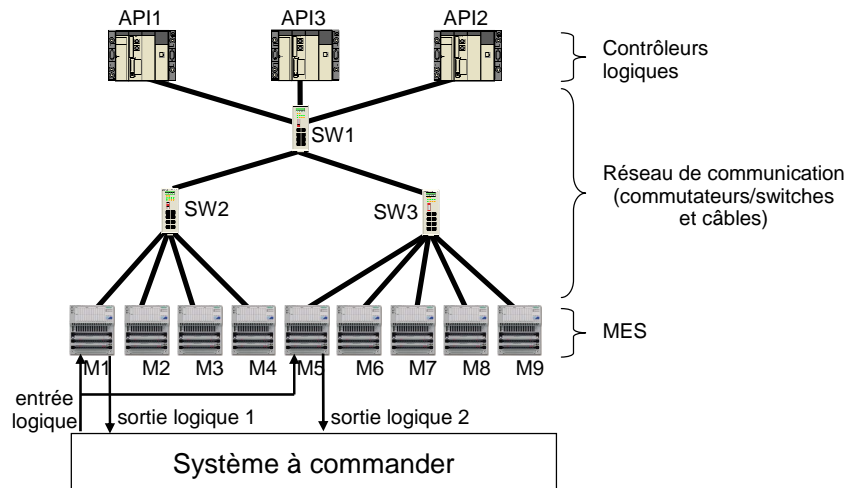 API1
API3
API2
Contrôleurs
logiques
SW1
SW2
SW3
Réseau de communication
(commutateurs/switches
et câbles)
M1
M2
M3
M4
M5
M6
M7
M8
M9
MES
entrée
logique
sortie logique 1
sortie logique 2
Système à commander